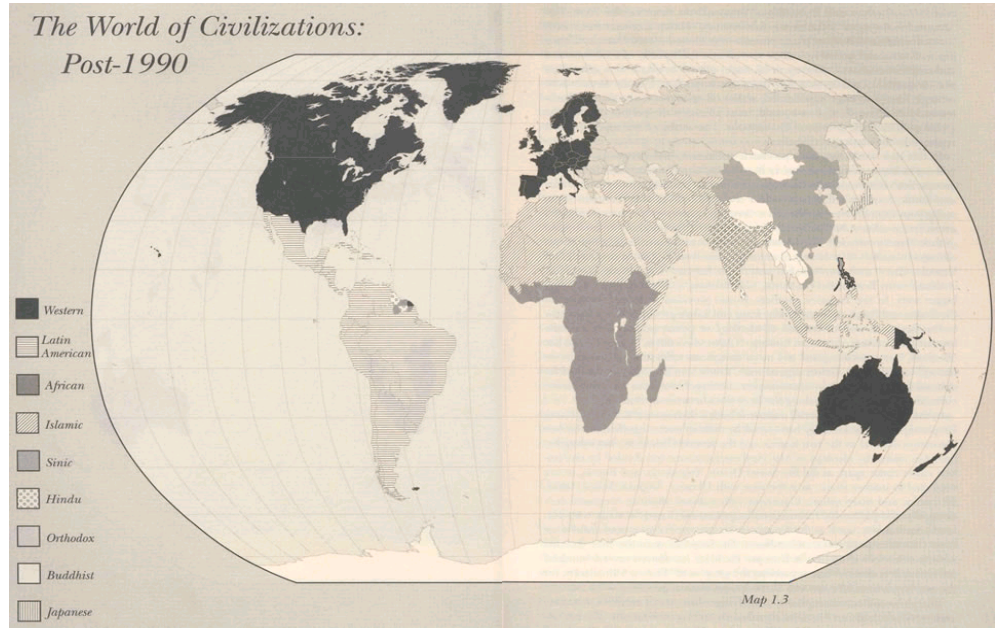 The World of Civilizations:
Post-1990
Western
Latin
American
African
Islamic
Sinic
Hindu
Orthodox
Buddhist
Japanese
Map 1.3